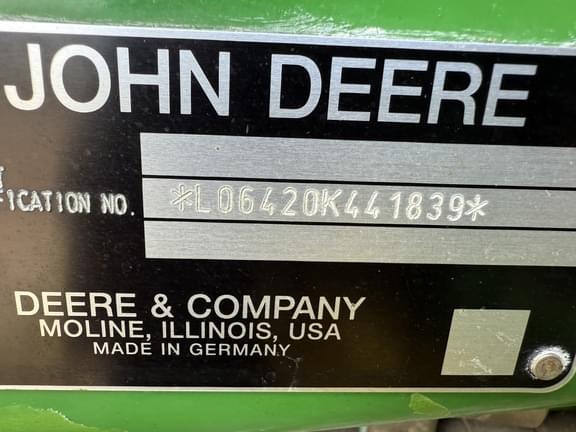 JOHN DEERE
FICATION NO. *L06420K441839*
DEERE & COMPANY
MOLINE, ILLINOIS, USA
MADE IN GERMANY